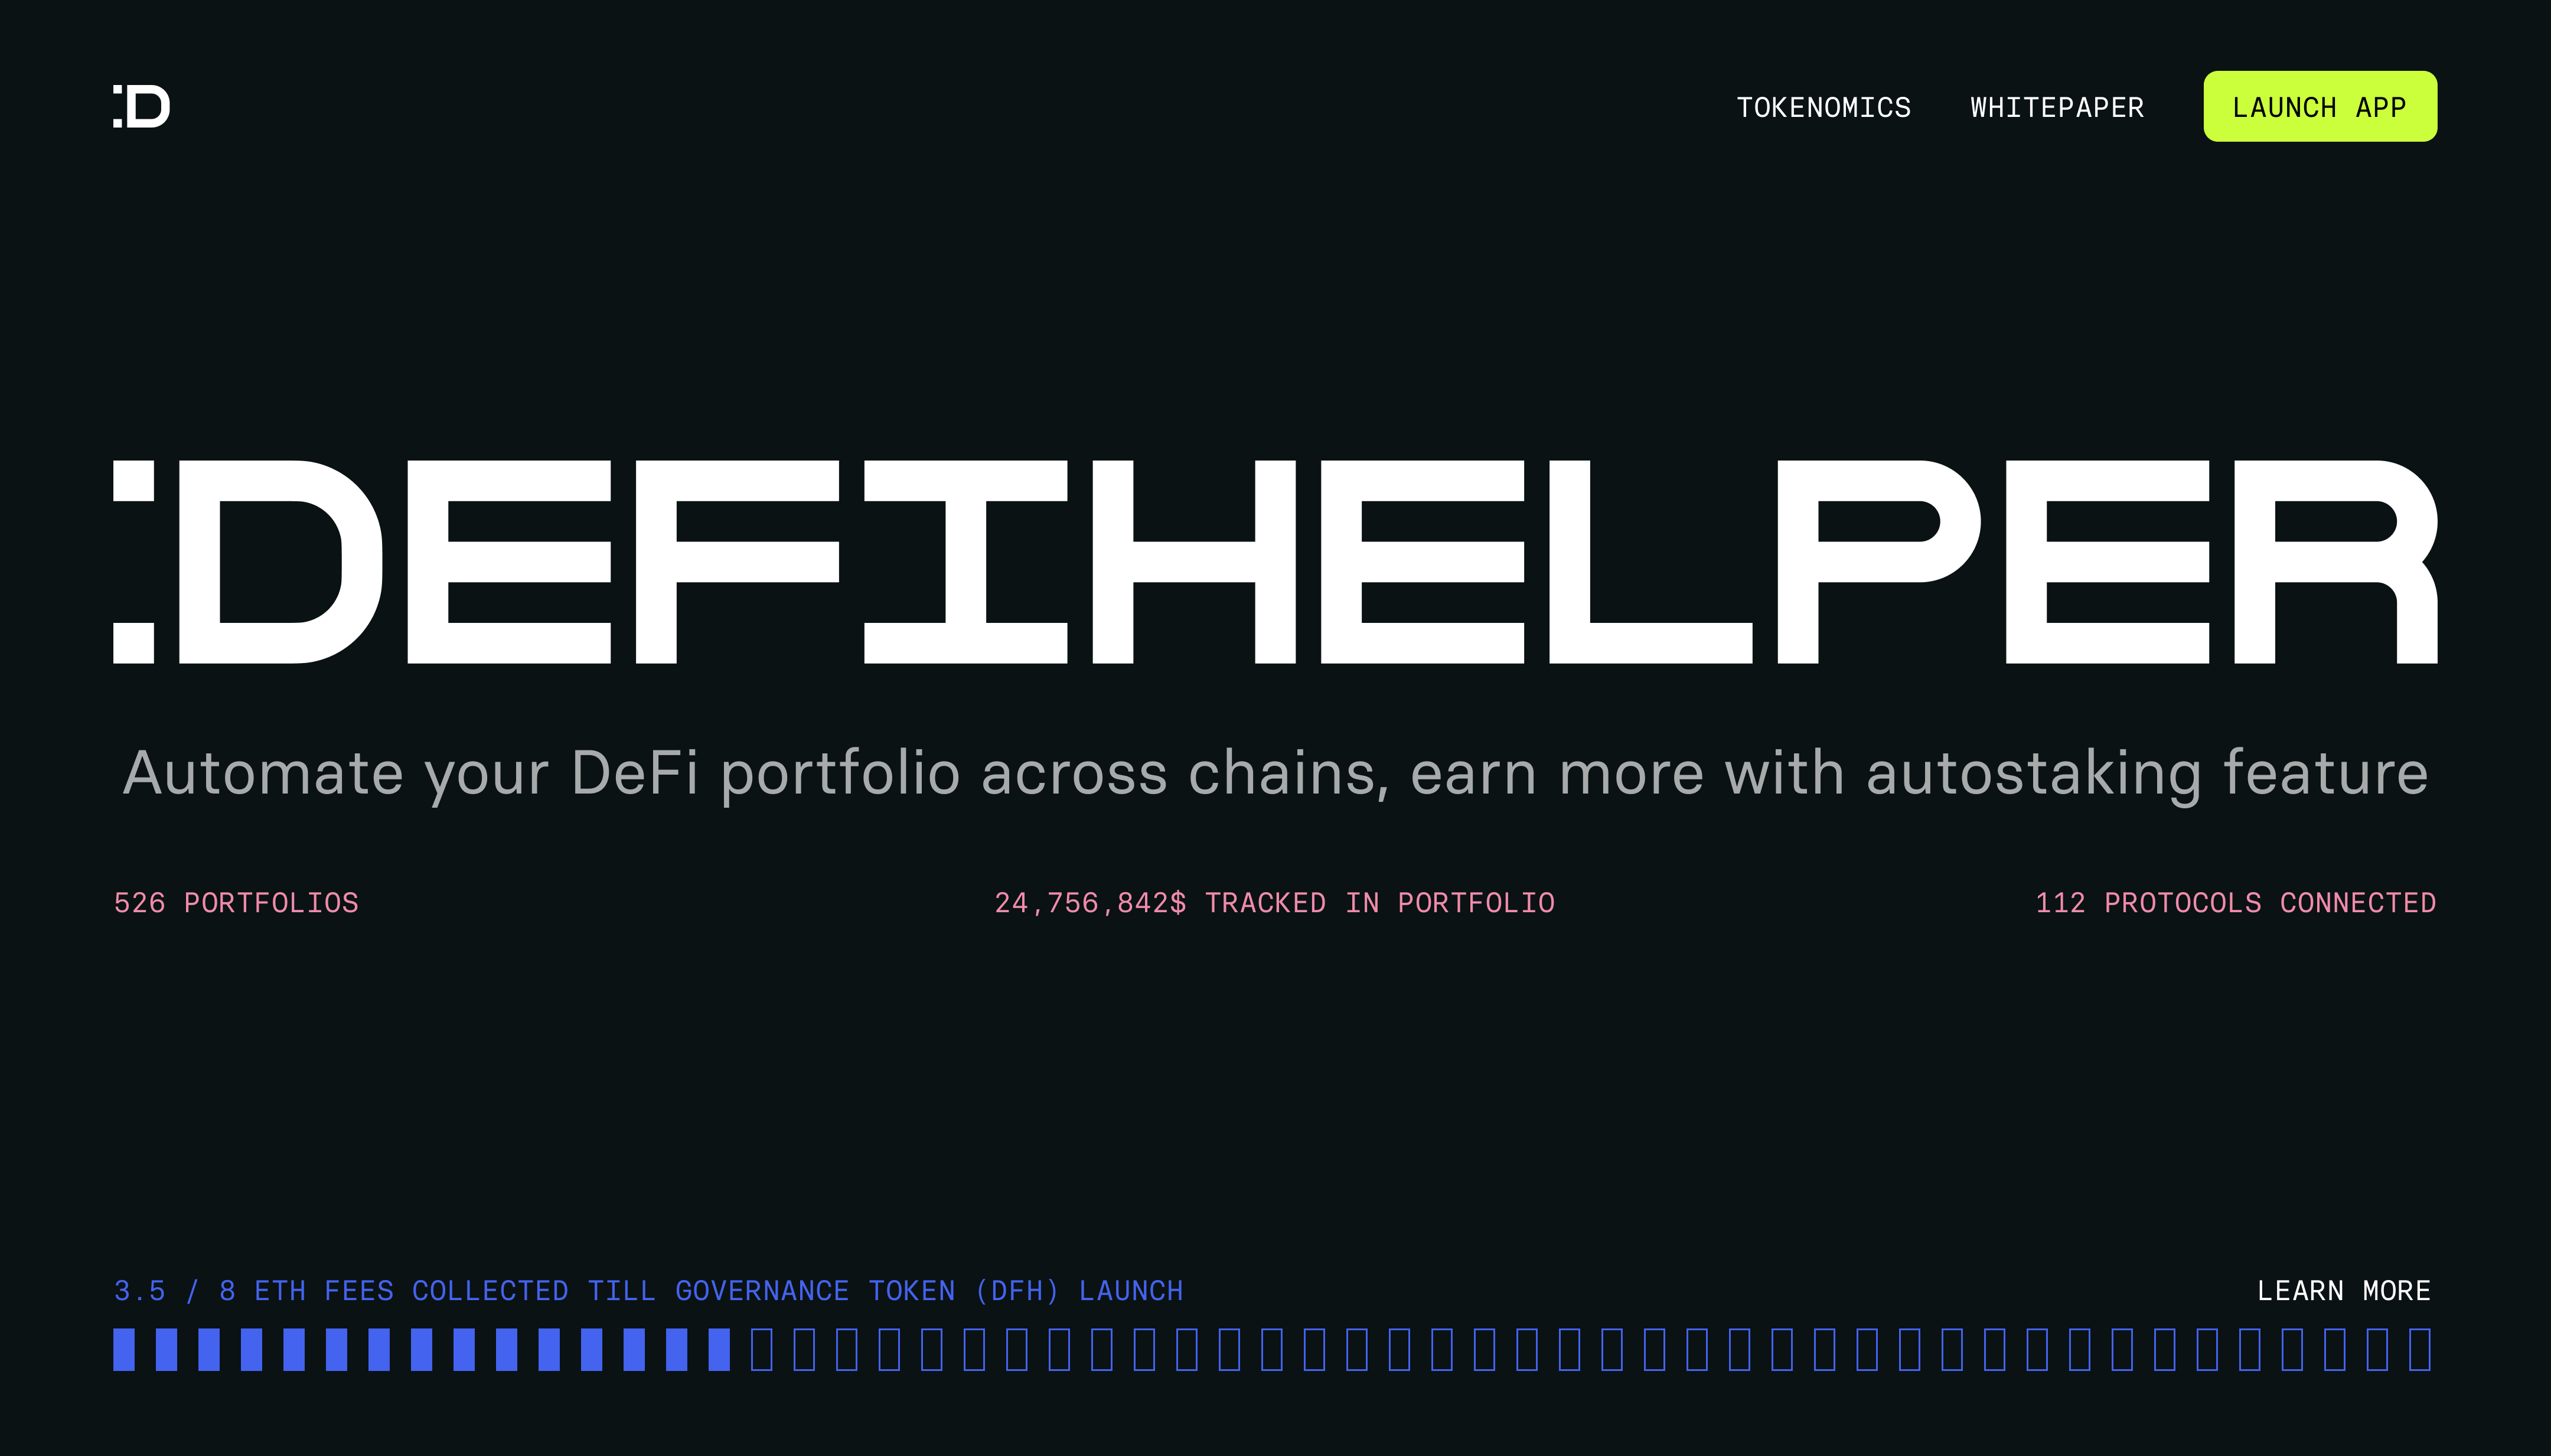 :D
TOKENOMICS WHITEPAPER LAUNCH APP
:DEFIHELPER
Automate your DeFi portfolio across chains, earn more with autostaking feature
526 PORTFOLIOS 24,756,842$ TRACKED IN PORTFOLIO 112 PROTOCOLS CONNECTED
3.5 / 8 ETH FEES COLLECTED TILL GOVERNANCE TOKEN (DFH) LAUNCH LEARN MORE